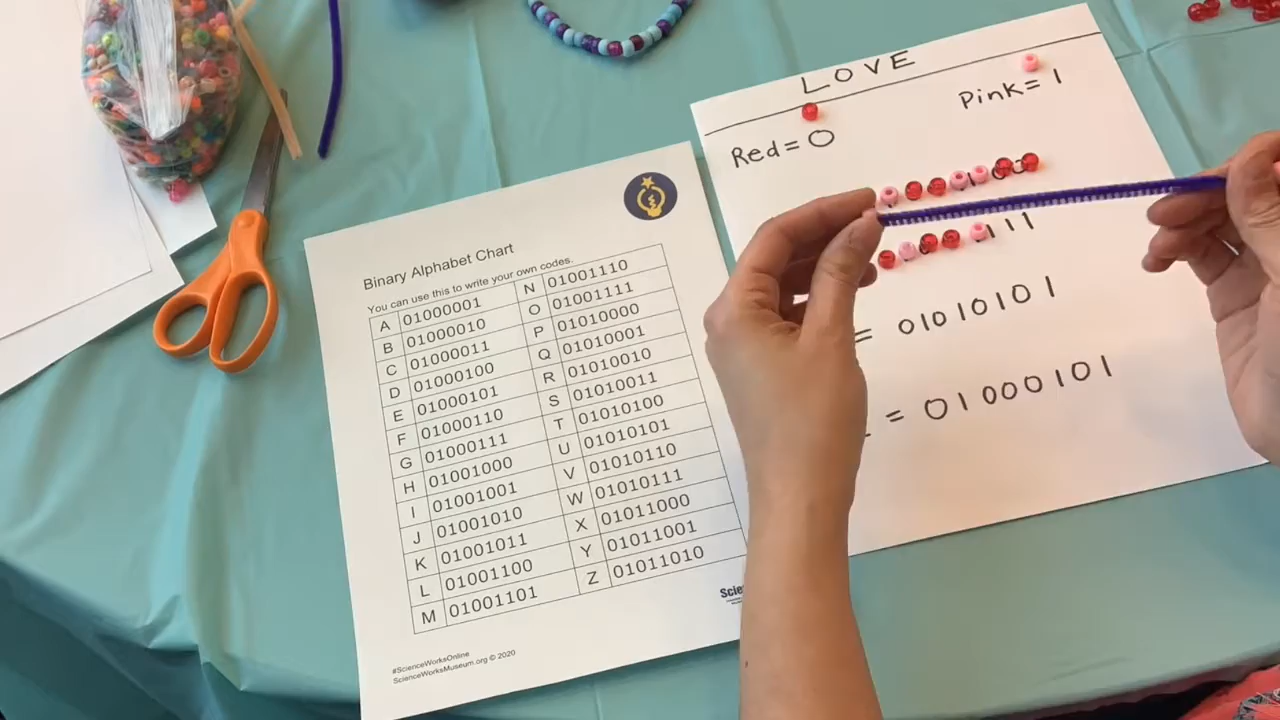 LOVE
Red = 0
Pink = 1
= 01010101
= 01000101
Binary Alphabet Chart
You can use this to write your own codes.
A 01000001 N 01001110
B 01000010 O 01001111
C 01000011 P 01010000
D 01000100 Q 01010001
E 01000101 R 01010010
F 01000110 S 01010011
G 01000111 T 01010100
H 01001000 U 01010101
I 01001001 V 01010110
J 01001010 W 01010111
K 01001011 X 01011000
L 01001100 Y 01011001
M 01001101 Z 01011010
#ScienceWorksOnline
ScienceWorksMuseum.org © 2020